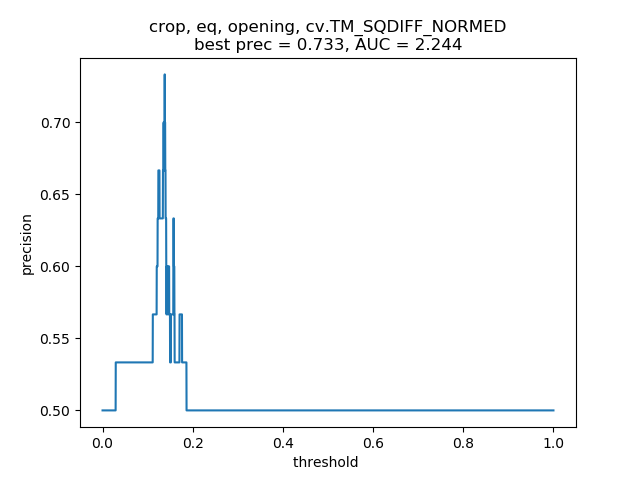 crop, eq, opening, cv.TM_SQDIFF_NORMED
best prec = 0.733, AUC = 2.244
precision
0.70
0.65
0.60
0.55
0.50
0.0 0.2 0.4 0.6 0.8 1.0
threshold